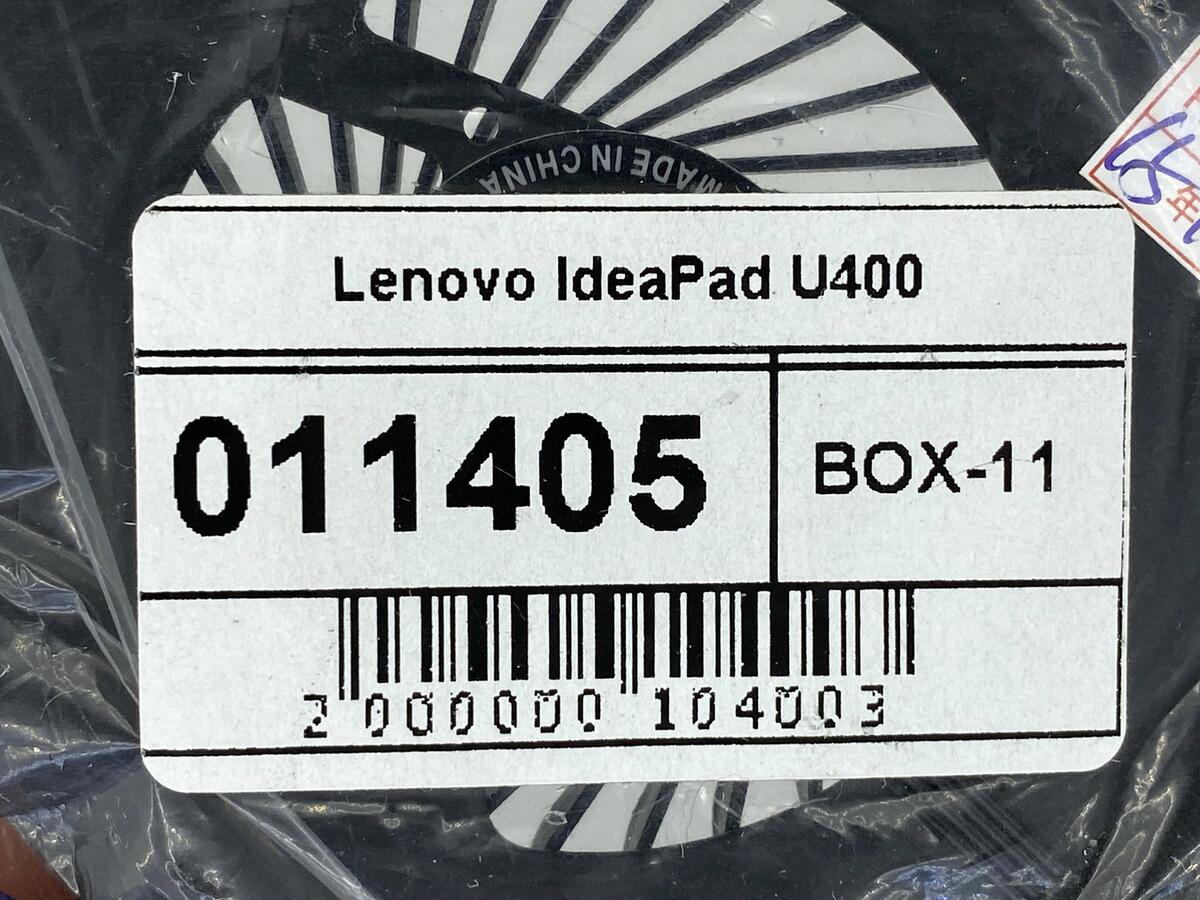 MADE IN CHINA
Lenovo IdeaPad U400
011405
BOX-11
2 000000 104003